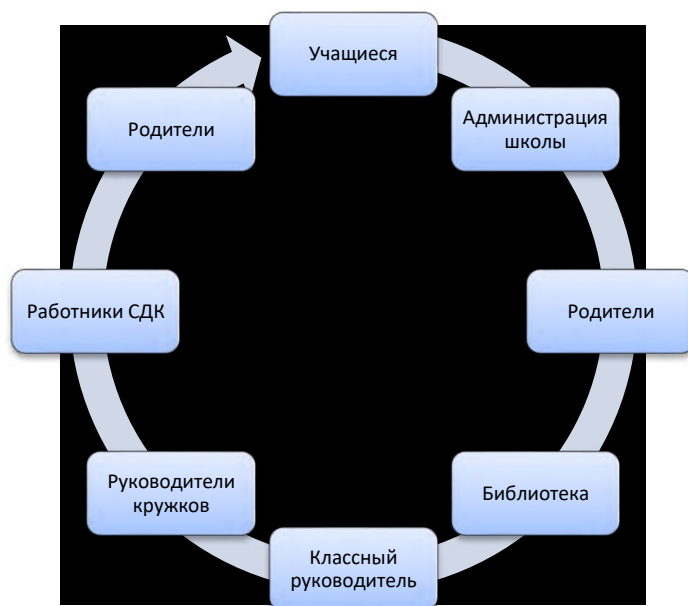 Учащиеся
Администрация
школы
Родители
Библиотека
Классный
руководитель
Руководители
кружков
Работники СДК
Родители